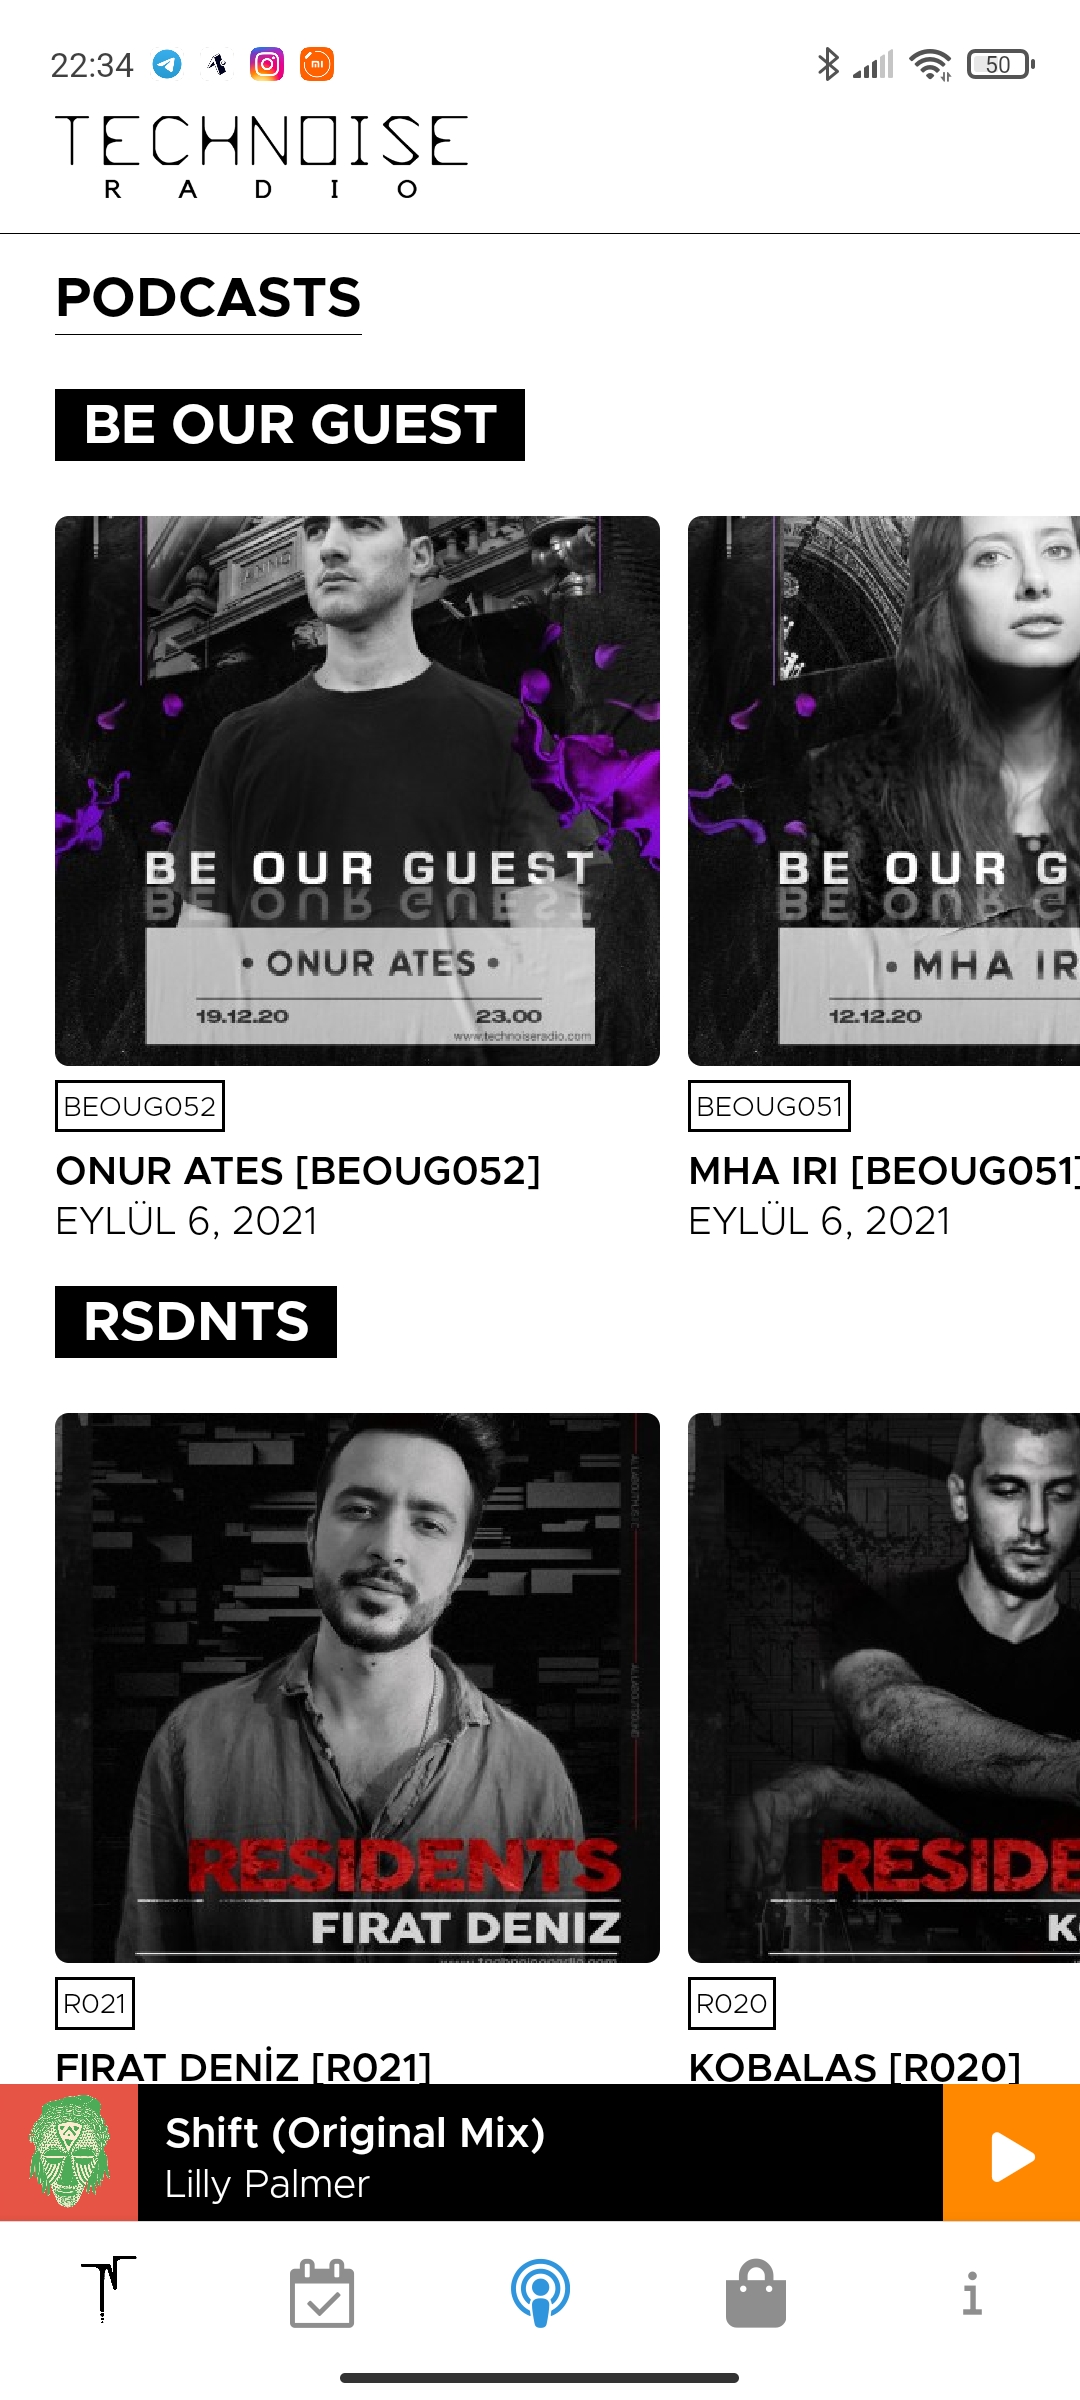 22:34
50
TECHNOISE
RADIO
PODCASTS
BE OUR GUEST
BE OUR GUEST
• ONUR ATES •
19.12.20 23.00
www.technoiseradio.com
BEOUG052
ONUR ATES [BEOUG052]
EYLÜL 6, 2021
BE OUR G
• MHA IR
12.12.20
BEOUG051
MHA IRI [BEOUG051]
EYLÜL 6, 2021
RSDNTS
RESIDENTS
FIRAT DENIZ
R021
FIRAT DENİZ [R021]
RESIDE
R020
KOBALAS [R020]
Shift (Original Mix)
Lilly Palmer